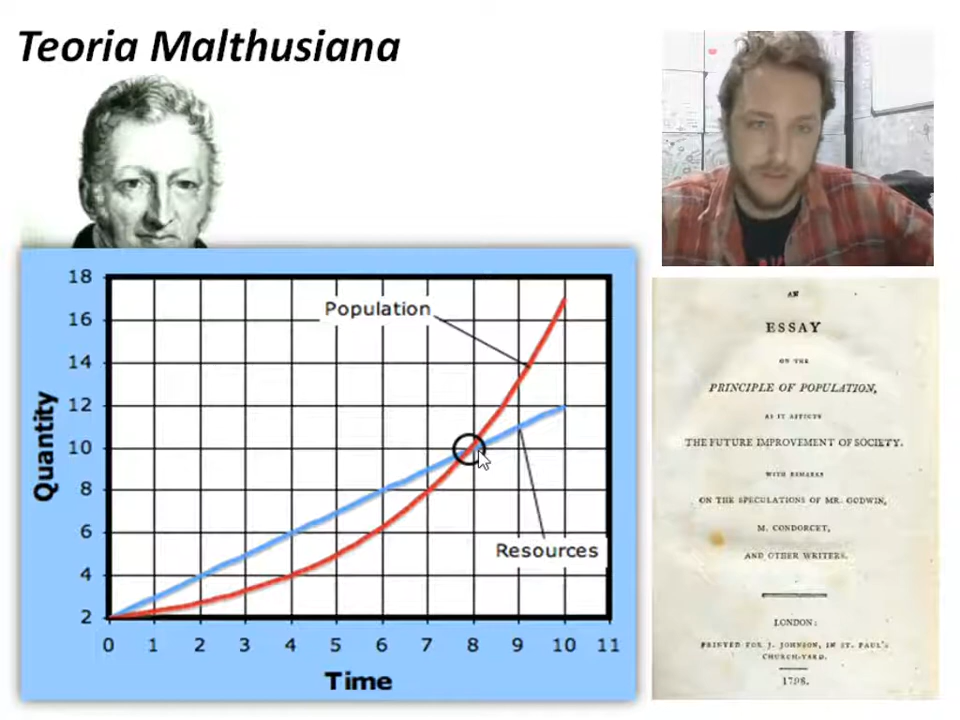 Teoria Malthusiana
18
16
14
12
10
8
6
4
2
Quantity
Population
Resources
0 1 2 3 4 5 6 7 8 9 10 11
Time
AN
ESSAY
ON THE
PRINCIPLE OF POPULATION,
AS IT AFFECTS
THE FUTURE IMPROVEMENT OF SOCIETY.
WITH REMARKS
ON THE SPECULATIONS OF MR. GODWIN,
M. CONDORCET,
AND OTHER WRITERS.
LONDON:
PRINTED FOR J. JOHNSON, IN ST. PAUL'S
CHURCH-YARD.
1798.